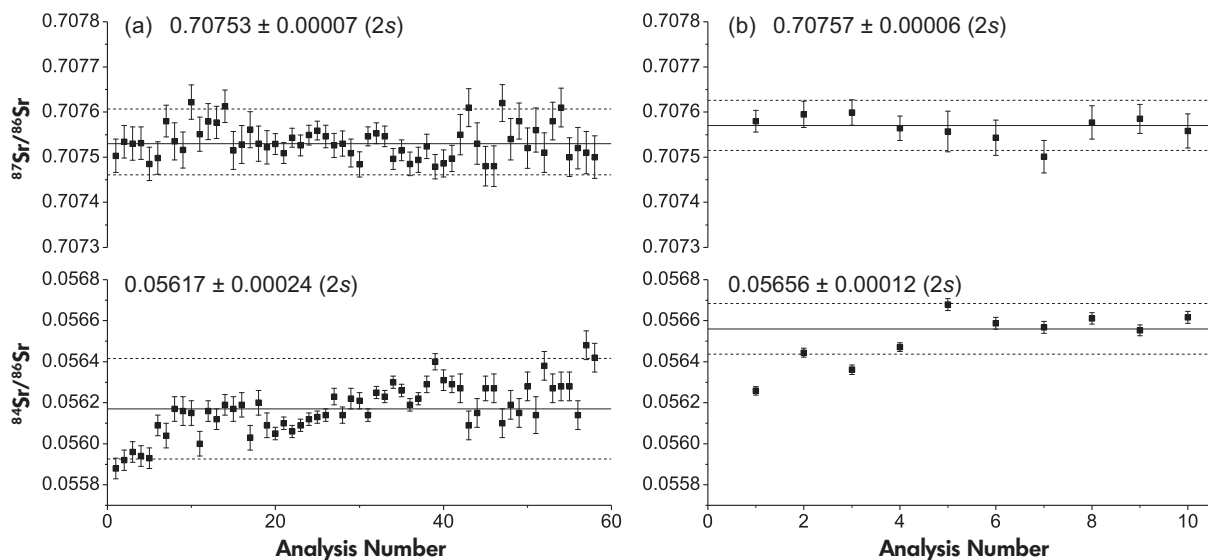 (a) 0.70753 ± 0.00007 (2s)
0.7078
0.7077
0.7076
0.7075
0.7074
0.7073
⁸⁷Sr/⁸⁶Sr
0.05617 ± 0.00024 (2s)
0.0568
0.0566
0.0564
0.0562
0.0560
0.0558
⁸⁴Sr/⁸⁶Sr
0 20 40 60
Analysis Number
(b) 0.70757 ± 0.00006 (2s)
0.7078
0.7077
0.7076
0.7075
0.7074
0.7073
0.05656 ± 0.00012 (2s)
0.0568
0.0566
0.0564
0.0562
0.0560
0.0558
0 2 4 6 8 10
Analysis Number